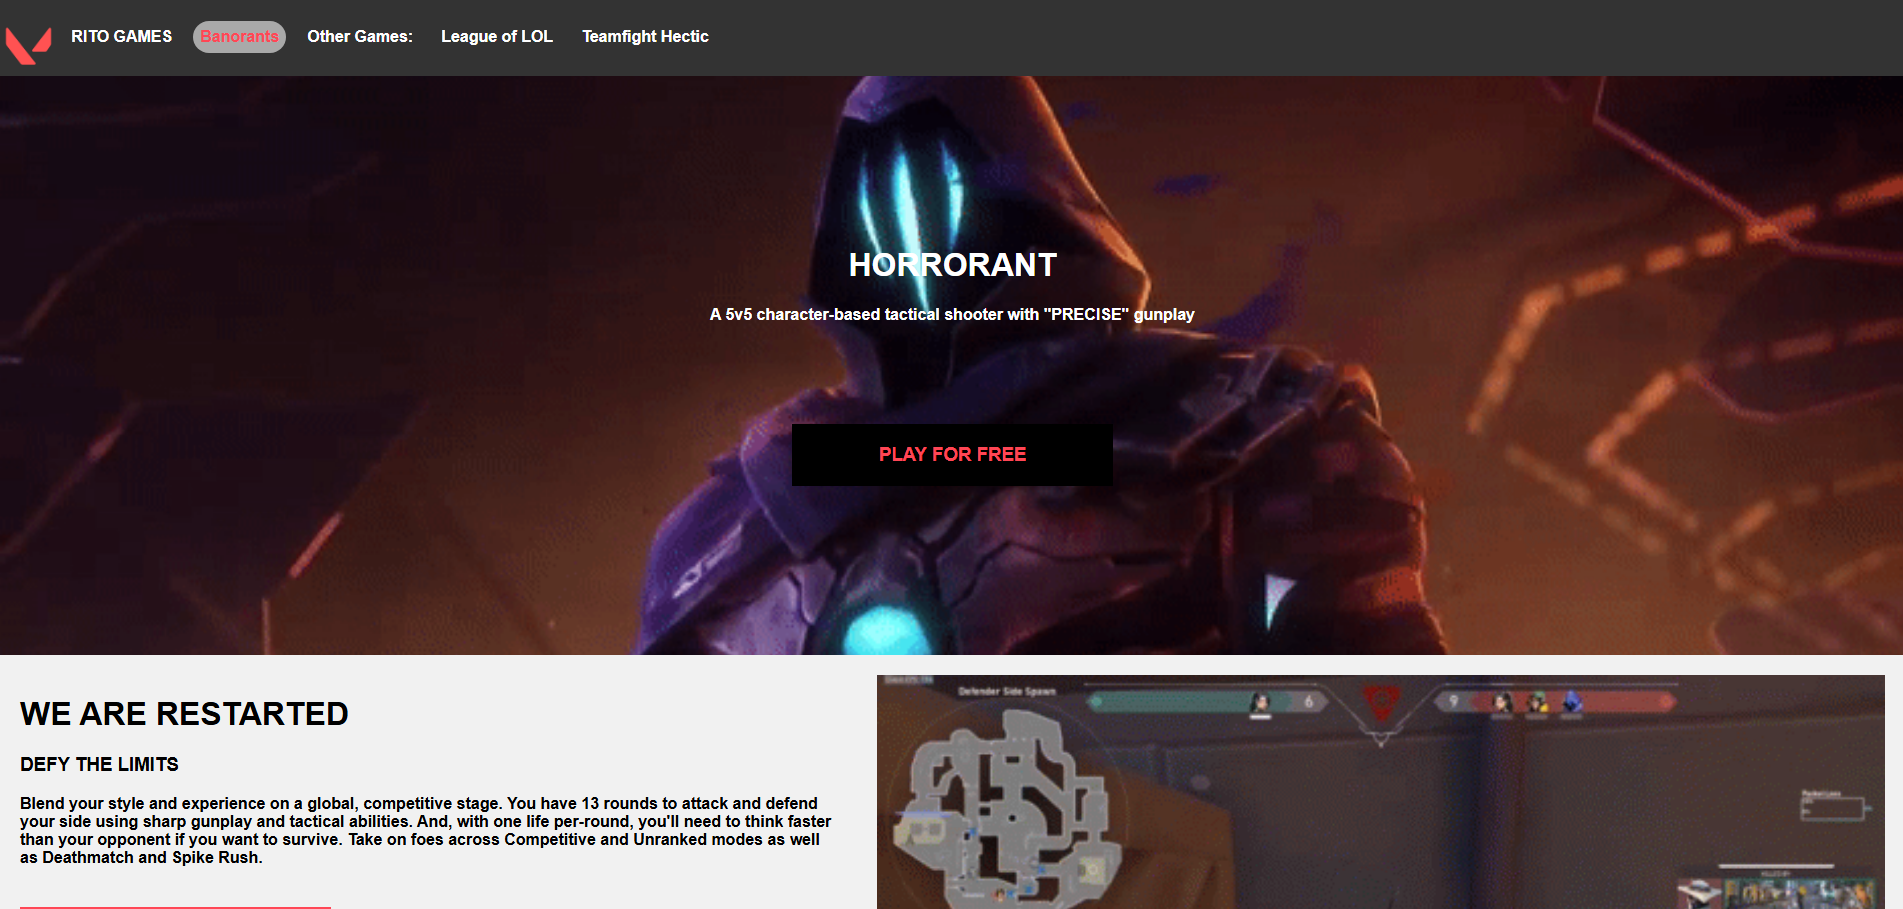 RITO GAMES Banorants Other Games: League of LOL Teamfight Hectic
HORRORANT
A 5v5 character-based tactical shooter with "PRECISE" gunplay
PLAY FOR FREE
WE ARE RESTARTED
DEFY THE LIMITS
Blend your style and experience on a global, competitive stage. You have 13 rounds to attack and defend
your side using sharp gunplay and tactical abilities. And, with one life per-round, you'll need to think faster
than your opponent if you want to survive. Take on foes across Competitive and Unranked modes as well
as Deathmatch and Spike Rush.
Defender Side Spawn
6
9
KILLED BY